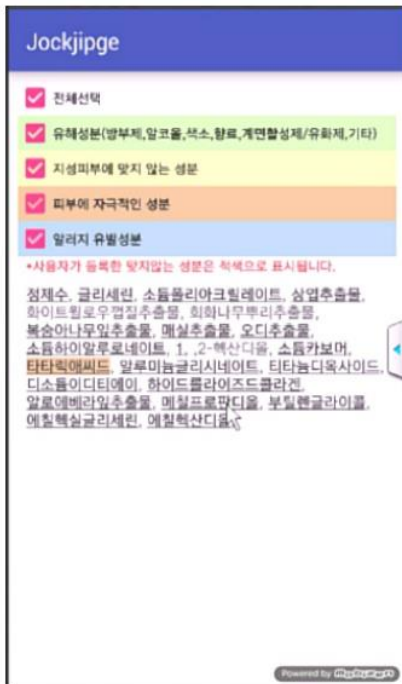 Jockjipge
전체선택
유해성분(방부제,알코올,색소,향료,계면활성제/유화제,기타)
지성피부에 맞지 않는 성분
피부에 자극적인 성분
알러지 유발성분
*사용자가 등록한 맞지않는 성분은 적색으로 표시됩니다.
정제수, 글리세린, 소듐폴리아크릴레이트, 상엽추출물,
화이트윌로우껍질추출물, 회화나무뿌리추출물,
복숭아나무잎추출물, 매실추출물, 오디추출물,
소듐하이알루로네이트, 1, ,2-헥산디올, 소듐카보머,
타타릭애씨드, 알루미늄글리시네이트, 티타늄디옥사이드,
디소듐이디티에이, 하이드롤라이즈드콜라겐,
알로에베라잎추출물, 메칠프로판디올, 부틸렌글라이콜,
에칠헥실글리세린, 에칠헥산디올
Powered by